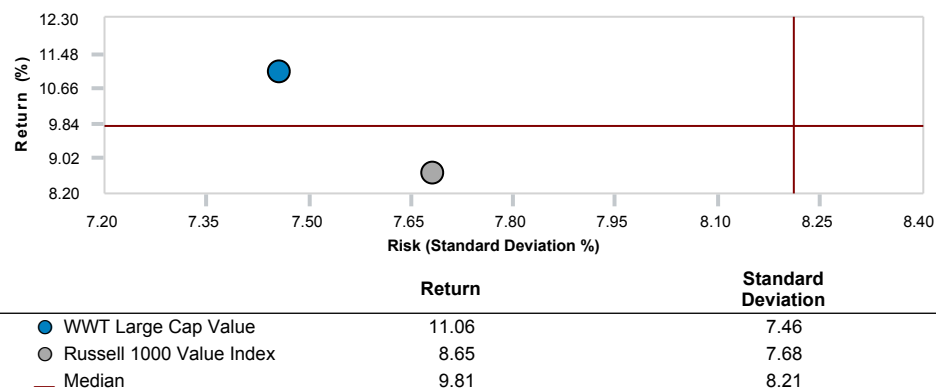 12.30
11.48
10.66
9.84
9.02
8.20
Return (%)
7.20 7.35 7.50 7.65 7.80 7.95 8.10 8.25 8.40
Risk (Standard Deviation %)
Return Standard Deviation
WWT Large Cap Value 11.06 7.46
Russell 1000 Value Index 8.65 7.68
Median 9.81 8.21